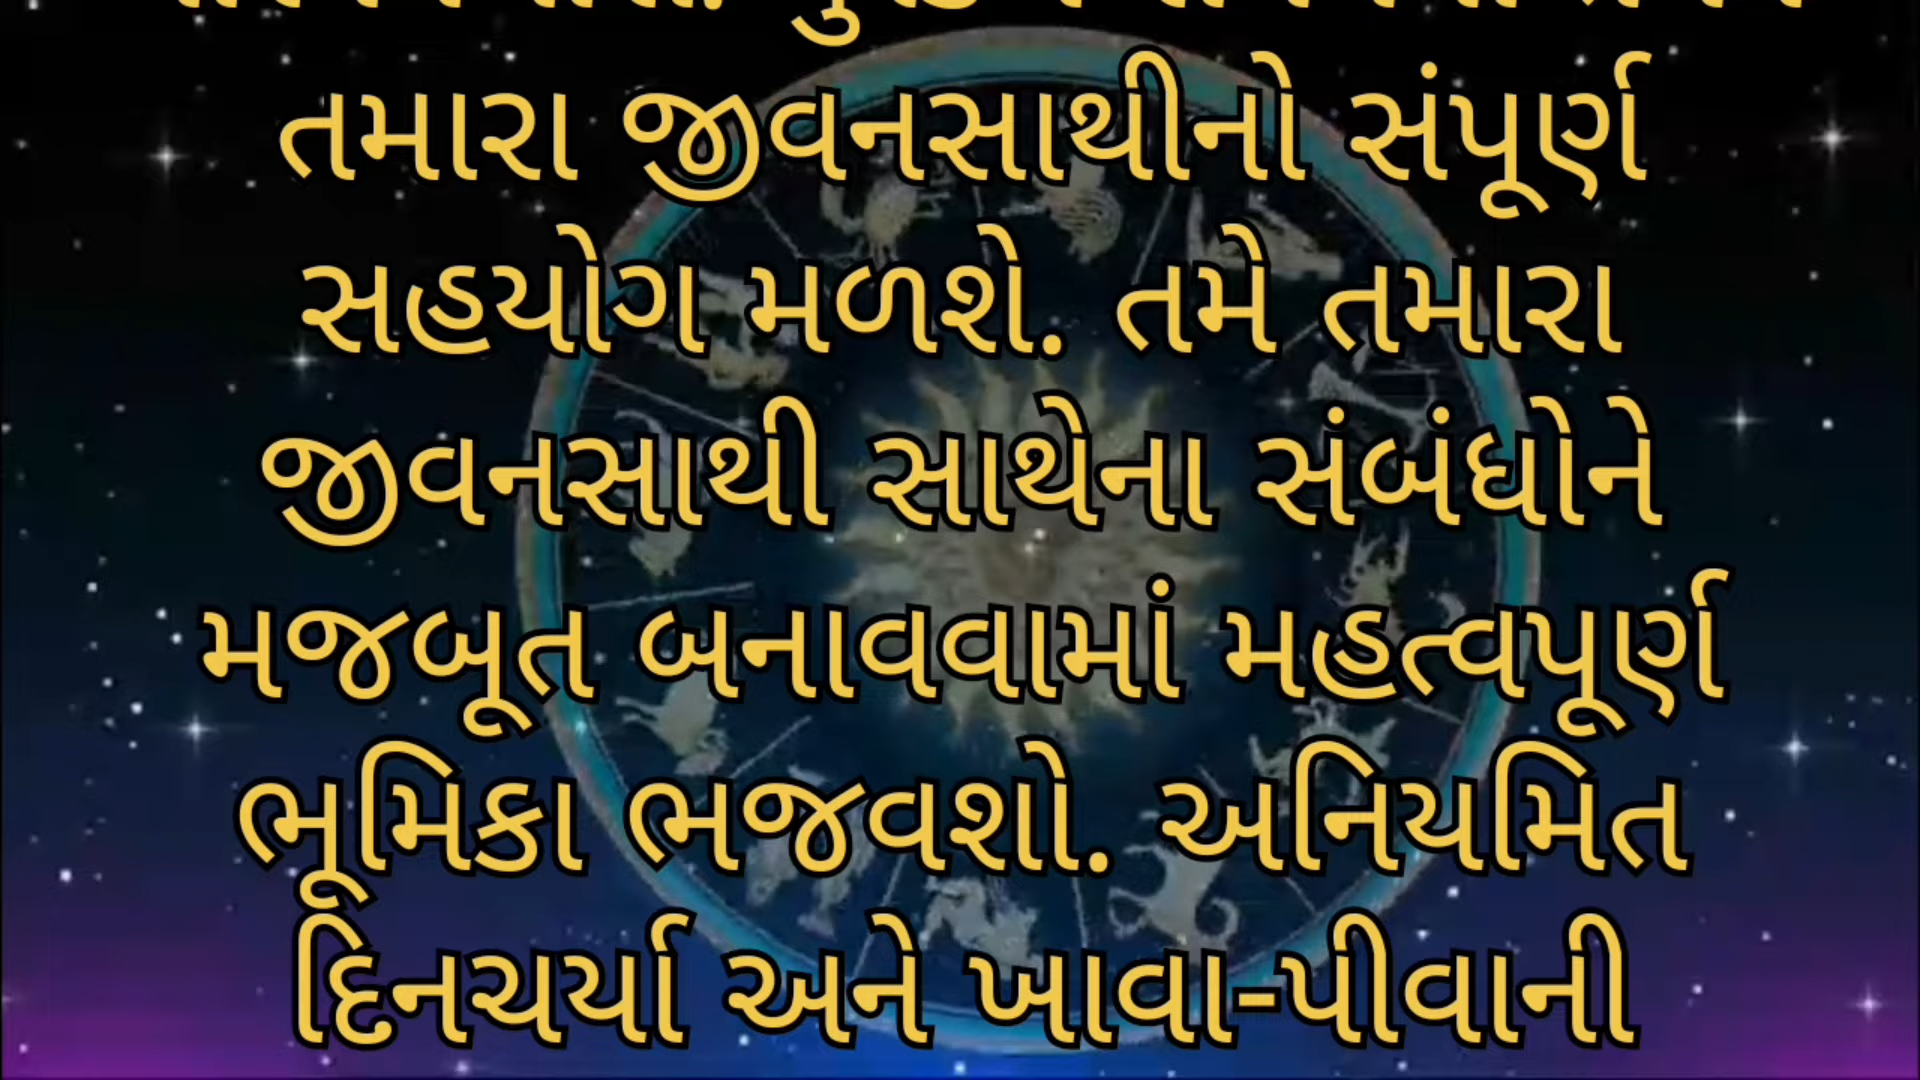 તમારા જીવનસાથીનો સંપૂર્ણ
સહયોગ મળશે. તમે તમારા
જીવનસાથી સાથેના સંબંધોને
મજબૂત બનાવવામાં મહત્વપૂર્ણ
ભૂમિકા ભજવશો. અનિયમિત
દિનચર્યા અને ખાવા-પીવાની